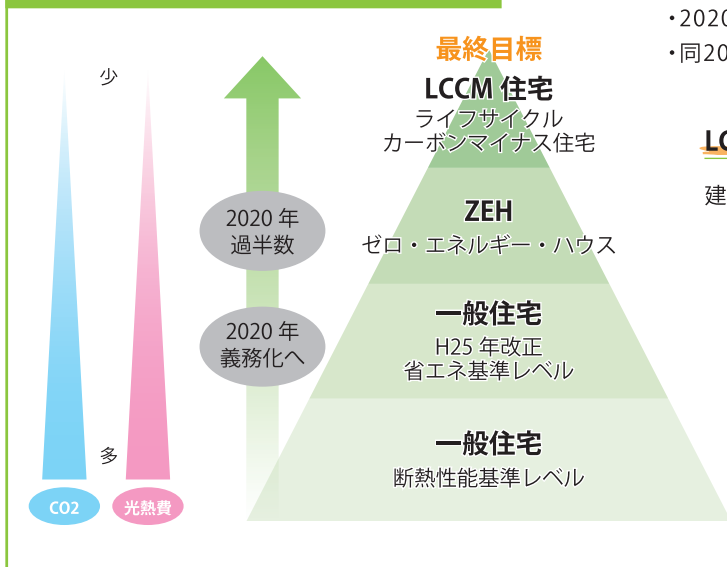 ・2020
・同20
最終目標
LCCM 住宅
ライフサイクル
カーボンマイナス住宅
少
ZEH
ゼロ・エネルギー・ハウス
2020 年
過半数
一般住宅
H25 年改正
省エネ基準レベル
2020 年
義務化へ
一般住宅
断熱性能基準レベル
多
CO2
光熱費
LC
建